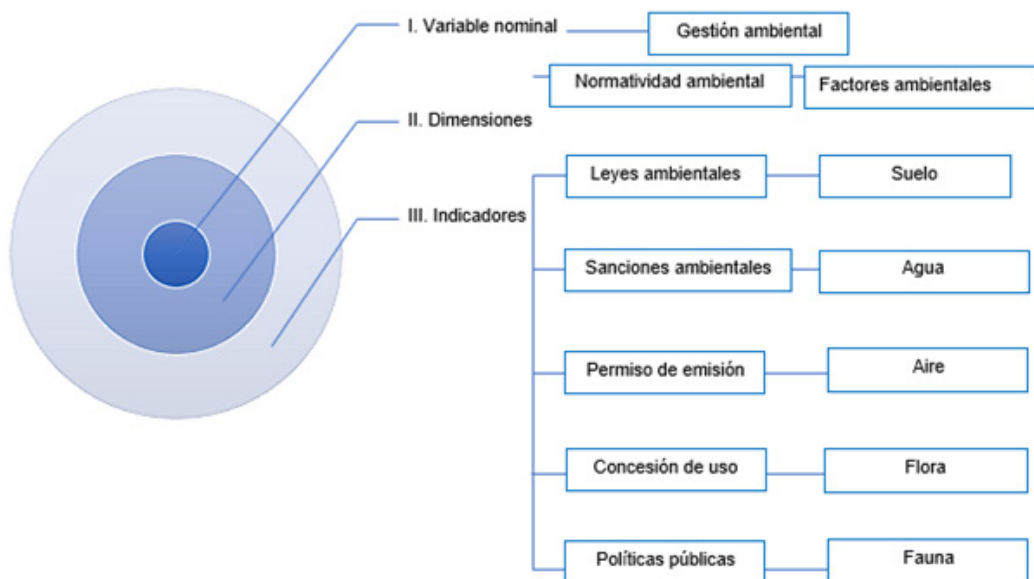 I. Variable nominal
Gestión ambiental
Normatividad ambiental
Factores ambientales
II. Dimensiones
Leyes ambientales
Suelo
III. Indicadores
Sanciones ambientales
Agua
Permiso de emisión
Aire
Concesión de uso
Flora
Políticas públicas
Fauna